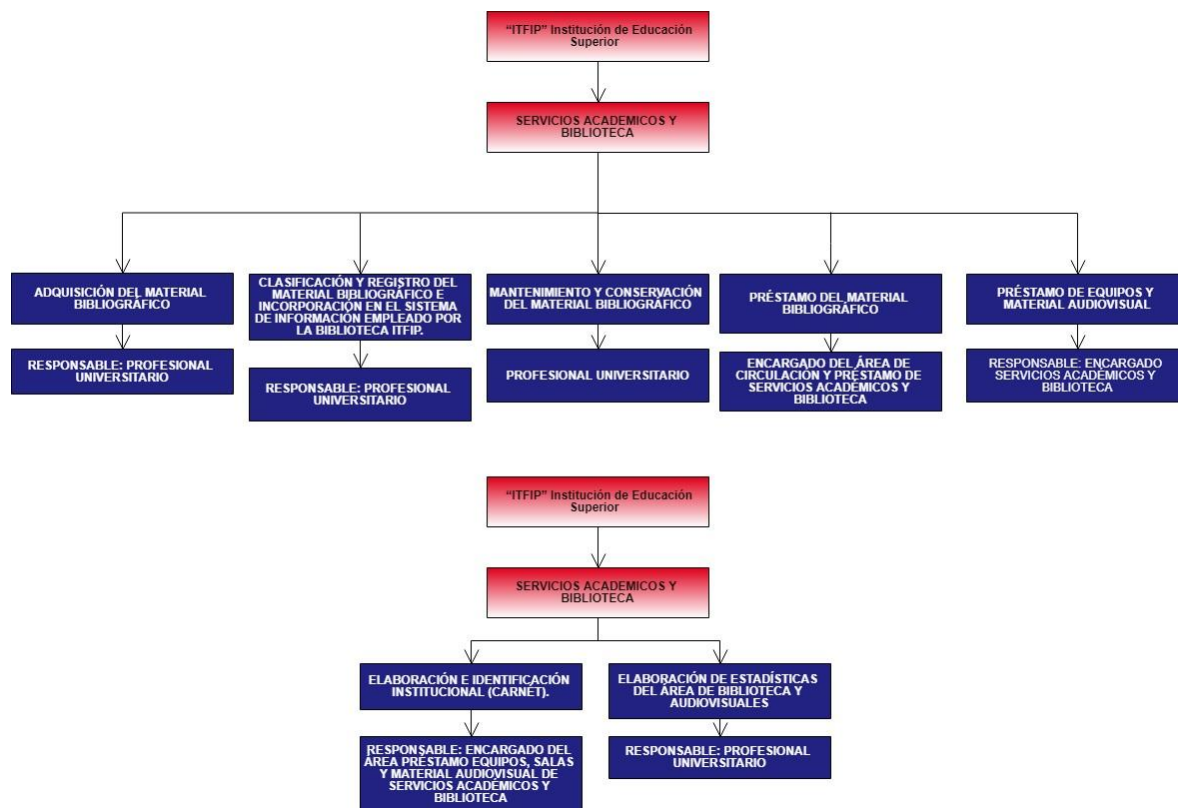 “ITFIP” Institución de Educación
Superior
SERVICIOS ACADEMICOS Y
BIBLIOTECA
ADQUISICIÓN DEL MATERIAL
BIBLIOGRÁFICO
CLASIFICACIÓN Y REGISTRO DEL
MATERIAL BIBLIOGRÁFICO E
INCORPORACIÓN EN EL SISTEMA
DE INFORMACIÓN EMPLEADO POR
LA BIBLIOTECA ITFIP.
MANTENIMIENTO Y CONSERVACIÓN
DEL MATERIAL BIBLIOGRÁFICO
PRÉSTAMO DEL MATERIAL
BIBLIOGRÁFICO
PRÉSTAMO DE EQUIPOS Y
MATERIAL AUDIOVISUAL
RESPONSABLE: PROFESIONAL
UNIVERSITARIO
RESPONSABLE: PROFESIONAL
UNIVERSITARIO
PROFESIONAL UNIVERSITARIO
ENCARGADO DEL ÁREA DE
CIRCULACIÓN Y PRÉSTAMO DE
SERVICIOS ACADÉMICOS Y
BIBLIOTECA
RESPONSABLE: ENCARGADO
SERVICIOS ACADÉMICOS Y
BIBLIOTECA
“ITFIP” Institución de Educación
Superior
SERVICIOS ACADEMICOS Y
BIBLIOTECA
ELABORACIÓN E IDENTIFICACIÓN
INSTITUCIONAL (CARNÉT).
ELABORACIÓN DE ESTADÍSTICAS
DEL ÁREA DE BIBLIOTECA Y
AUDIOVISUALES
RESPONSABLE: ENCARGADO DEL
ÁREA PRÉSTAMO EQUIPOS, SALAS
Y MATERIAL AUDIOVISUAL DE
SERVICIOS ACADÉMICOS Y
BIBLIOTECA
RESPONSABLE: PROFESIONAL
UNIVERSITARIO